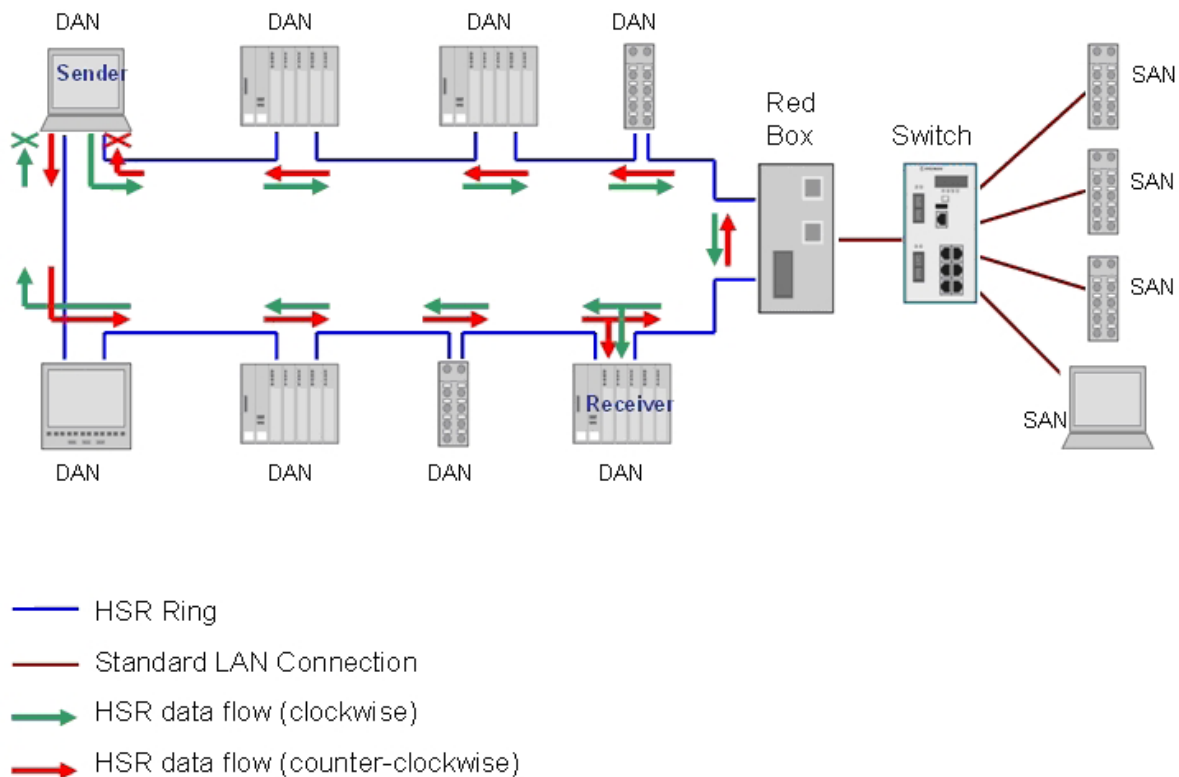 DAN
DAN
DAN
DAN
Sender
Red
Box
Switch
SAN
SAN
SAN
SAN
Receiver
DAN
DAN
DAN
DAN
HSR Ring
Standard LAN Connection
HSR data flow (clockwise)
HSR data flow (counter-clockwise)